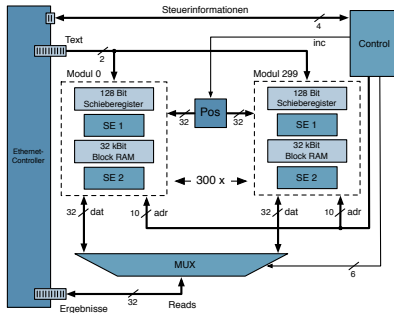 Steuerinformationen
4
Text
2
inc
Control
Modul 0
Modul 299
128 Bit
Schieberegister
SE 1
32 kBit
Block RAM
SE 2
32
Pos
32
128 Bit
Schieberegister
SE 1
32 kBit
Block RAM
SE 2
Ethernet-
Controller
300 x
32
dat
10
adr
32
dat
10
adr
MUX
6
32
Ergebnisse
Reads